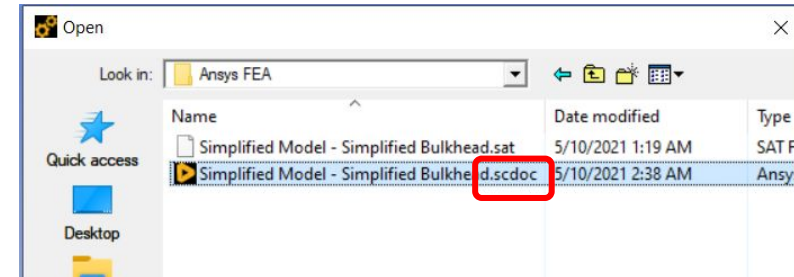 Open
Look in: Ansys FEA
Name Date modified Type
Simplified Model - Simplified Bulkhead.sat 5/10/2021 1:19 AM SAT F
Quick access
Simplified Model - Simplified Bulkhead.scdoc 5/10/2021 2:38 AM Ansy
Desktop